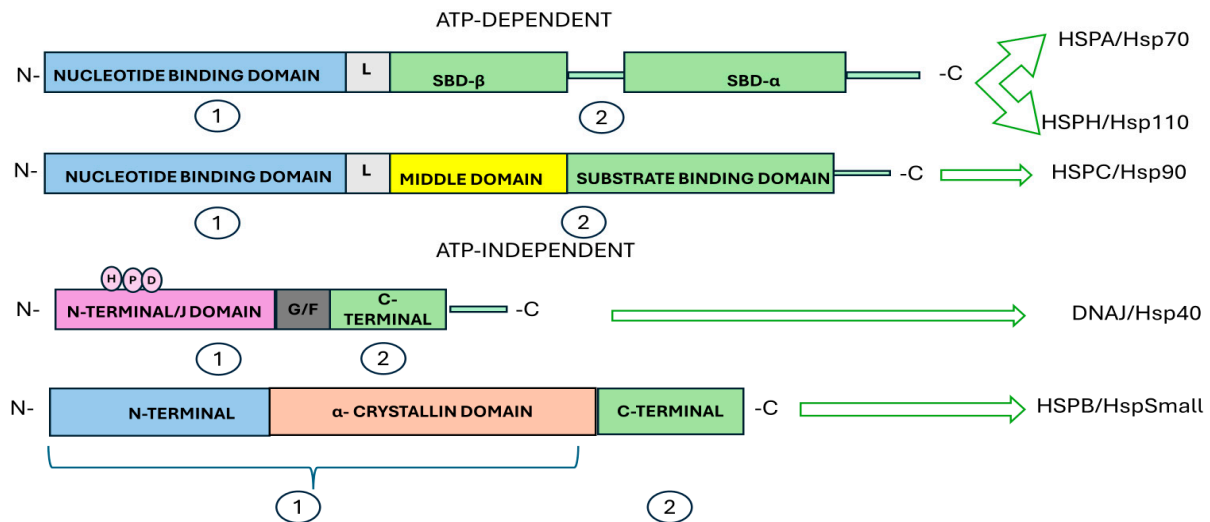 ATP-DEPENDENT
HSPA/Hsp70
N-
NUCLEOTIDE BINDING DOMAIN
L
SBD-β
SBD-α
-C
1
2
HSPH/Hsp110
N-
NUCLEOTIDE BINDING DOMAIN
L
MIDDLE DOMAIN
SUBSTRATE BINDING DOMAIN
-C
HSPC/Hsp90
1
2
ATP-INDEPENDENT
H P D
N-
N-TERMINAL/J DOMAIN
G/F
C-
TERMINAL
-C
DNAJ/Hsp40
1
2
N-
N-TERMINAL
α- CRYSTALLIN DOMAIN
C-TERMINAL
-C
HSPB/HspSmall
1
2